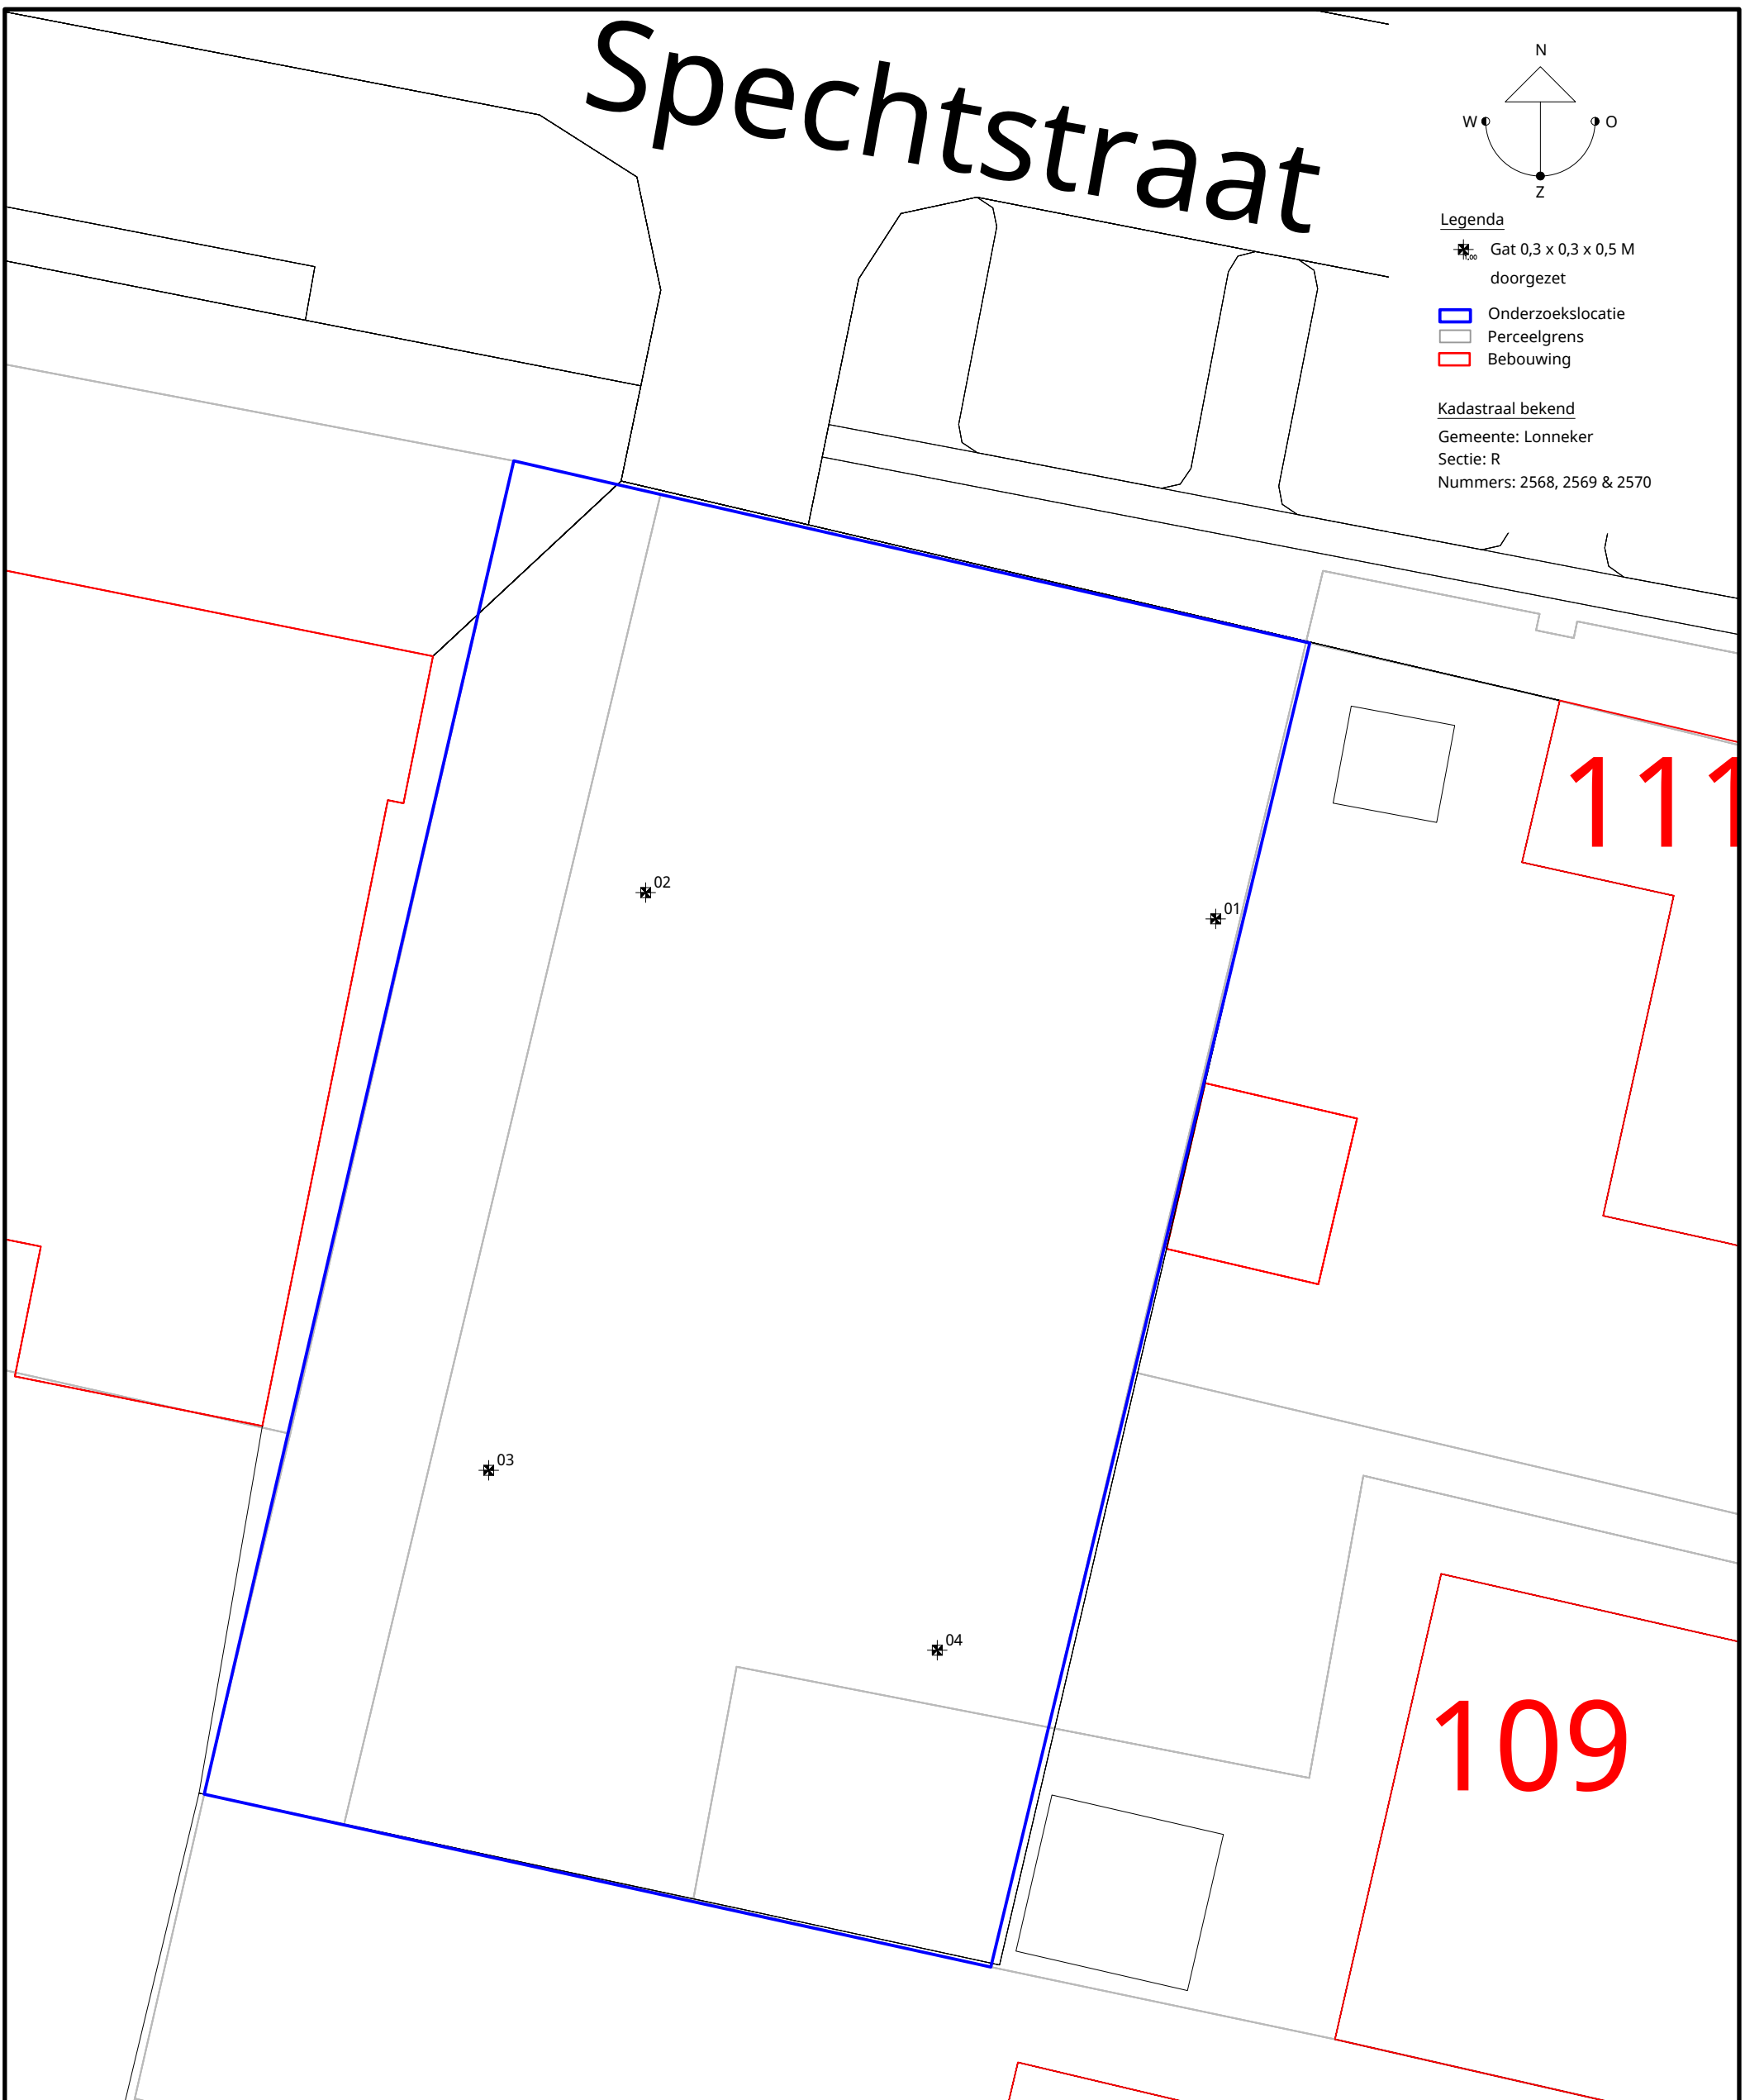 Spechtstraat
N
W
O
Z
Legenda
Gat 0,3 x 0,3 x 0,5 M
doorgezet
Onderzoekslocatie
Perceelgrens
Bebouwing
Kadastraal bekend
Gemeente: Lonneker
Sectie: R
Nummers: 2568, 2569 & 2570
111
02
01
03
04
109